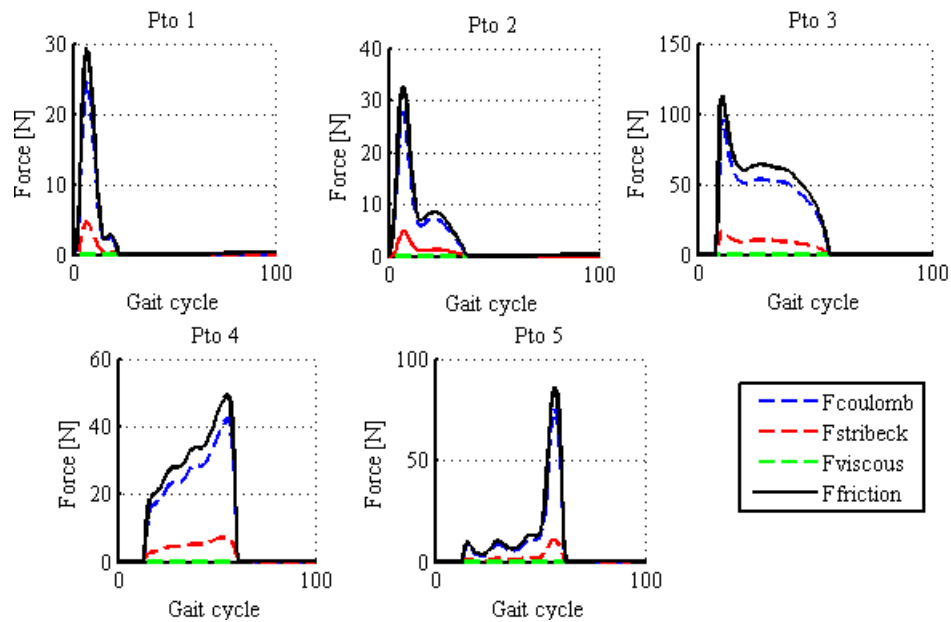 Pto 1
Force [N]
30
20
10
0
0
100
Gait cycle
Pto 2
Force [N]
40
30
20
10
0
0
100
Gait cycle
Pto 3
Force [N]
150
100
50
0
0
100
Gait cycle
Pto 4
Force [N]
60
40
20
0
0
100
Gait cycle
Pto 5
Force [N]
100
50
0
0
100
Gait cycle
Fcoulomb
Fstribeck
Fviscous
Ffriction